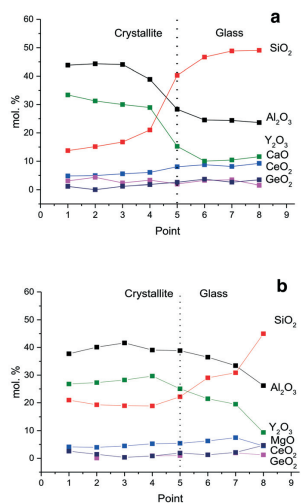 a
Crystallite Glass
SiO2
Al2O3
Y2O3
CaO
CeO2
GeO2
mol. %
60
50
40
30
20
10
0
0 1 2 3 4 5 6 7 8 9 10
Point
b
Crystallite Glass
SiO2
Al2O3
Y2O3
MgO
CeO2
GeO2
mol. %
60
50
40
30
20
10
0
0 1 2 3 4 5 6 7 8 9 10
Point